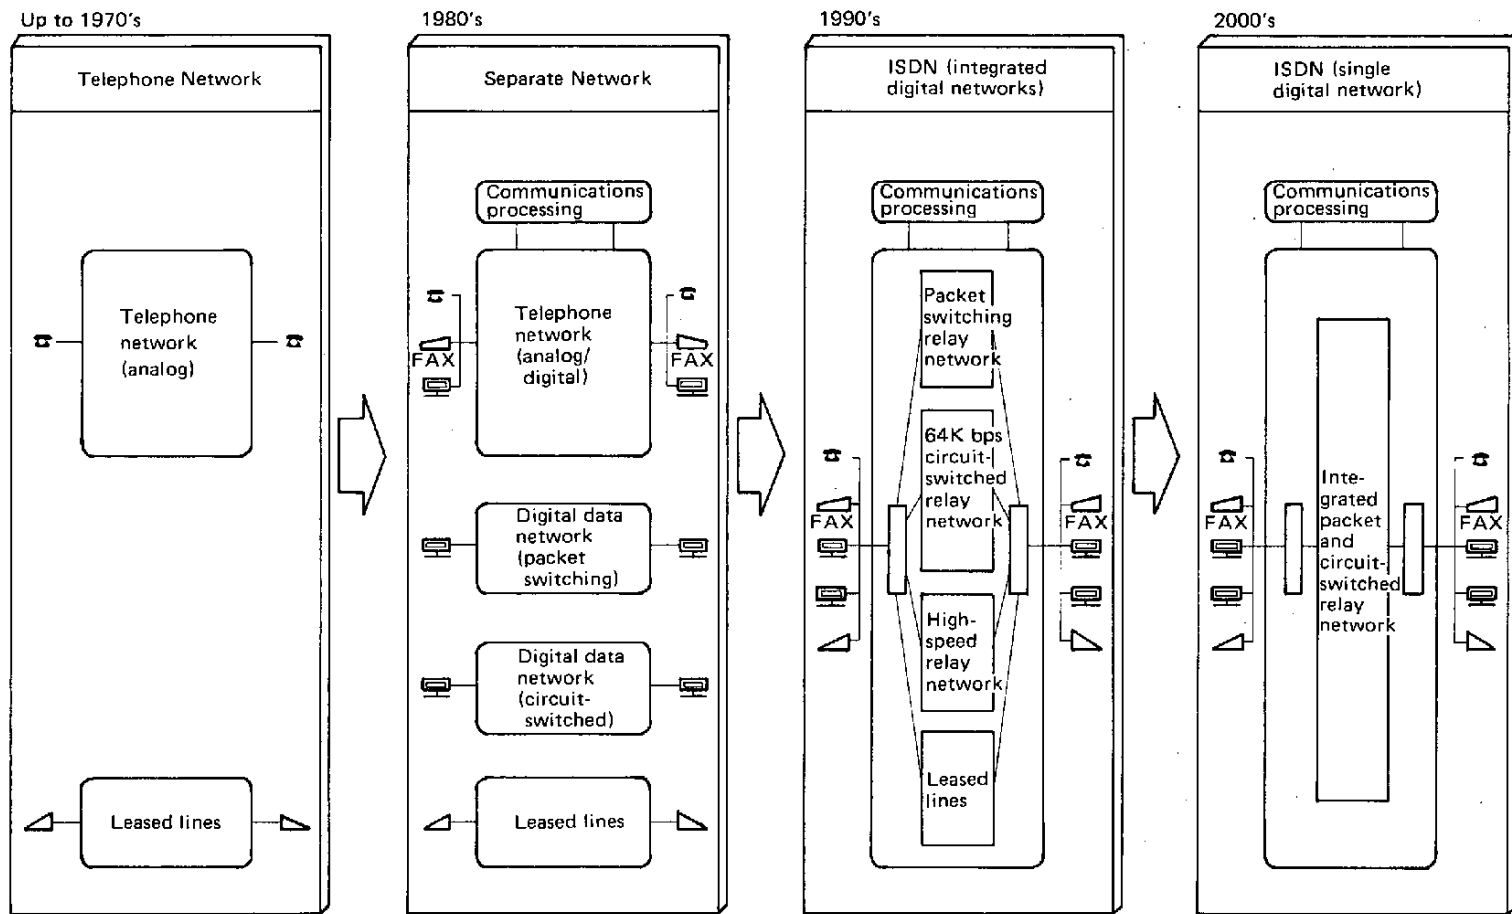 Up to 1970's
Telephone Network
Telephone
network
(analog)
Leased lines
1980's
Separate Network
Communications
processing
Telephone
network
(analog/
digital)
FAX
FAX
Digital data
network
(packet
switching)
Digital data
network
(circuit-
switched)
Leased lines
1990's
ISDN (integrated
digital networks)
Communications
processing
Packet
switching
relay
network
64K bps
circuit-
switched
relay
network
FAX
FAX
High-
speed
relay
network
Leased
lines
2000's
ISDN (single
digital network)
Communications
processing
FAX
FAX
Inte-
grated
packet
and
circuit-
switched
relay
network